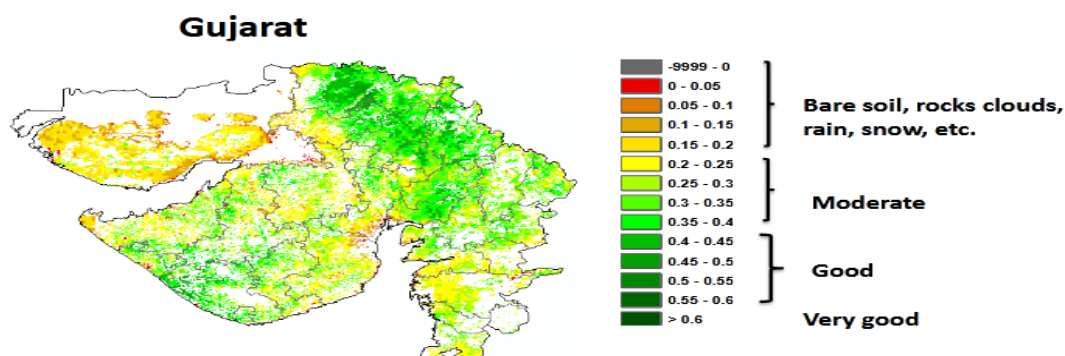 Gujarat
-9999 - 0
0 - 0.05
0.05 - 0.1
0.1 - 0.15
0.15 - 0.2
0.2 - 0.25
0.25 - 0.3
0.3 - 0.35
0.35 - 0.4
0.4 - 0.45
0.45 - 0.5
0.5 - 0.55
0.55 - 0.6
> 0.6
Bare soil, rocks clouds,
rain, snow, etc.
Moderate
Good
Very good